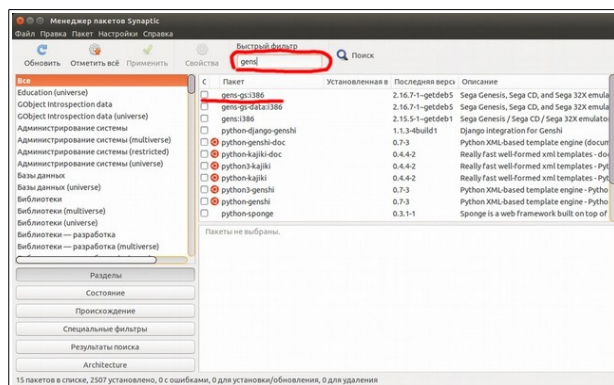 Менеджер пакетов Synaptic
Файл Правка Пакет Настройки Справка
Обновить Отметить всё Применить Свойства
Быстрый фильтр
gens
Поиск
Все
Education (universe)
GObject Introspection data
GObject Introspection data (universe)
Администрирование системы
Администрирование системы (multiverse)
Администрирование системы (restricted)
Администрирование системы (universe)
Базы данных
Базы данных (universe)
Библиотеки
Библиотеки (multiverse)
Библиотеки (universe)
Библиотеки — разработка
Библиотеки — разработка (multiverse)
Разделы
Состояние
Происхождение
Специальные фильтры
Результаты поиска
Architecture
С Пакет Установленная в Последняя верси Описание
gens-gs:i386 2.16.7-1~getdeb5 Sega Genesis, Sega CD, and Sega 32X emula
gens-gs-data:i386 2.16.7-1~getdeb5 Sega Genesis, Sega CD, and Sega 32X emula
gens:i386 2.15.5-1~getdeb1 Sega Genesis / Sega CD / Sega 32X emulato
python-django-genshi 1.1.3-4build1 Django integration for Genshi
python-genshi-doc 0.7-3 Python XML-based template engine (docum
python-kajiki-doc 0.4.4-2 Really fast well-formed xml templates - doc
python3-kajiki 0.4.4-2 Really fast well-formed xml templates - Pyt
python-kajiki 0.4.4-2 Really fast well-formed xml templates - Pyt
python3-genshi 0.7-3 Python XML-based template engine - Pytho
python-genshi 0.7-3 Python XML-based template engine - Pytho
python-sponge 0.3.1-1 Sponge is a web framework built on top of
Пакеты не выбраны.
15 пакетов в списке, 2507 установлено, 0 с ошибками, 0 для установки/обновления, 0 для удаления